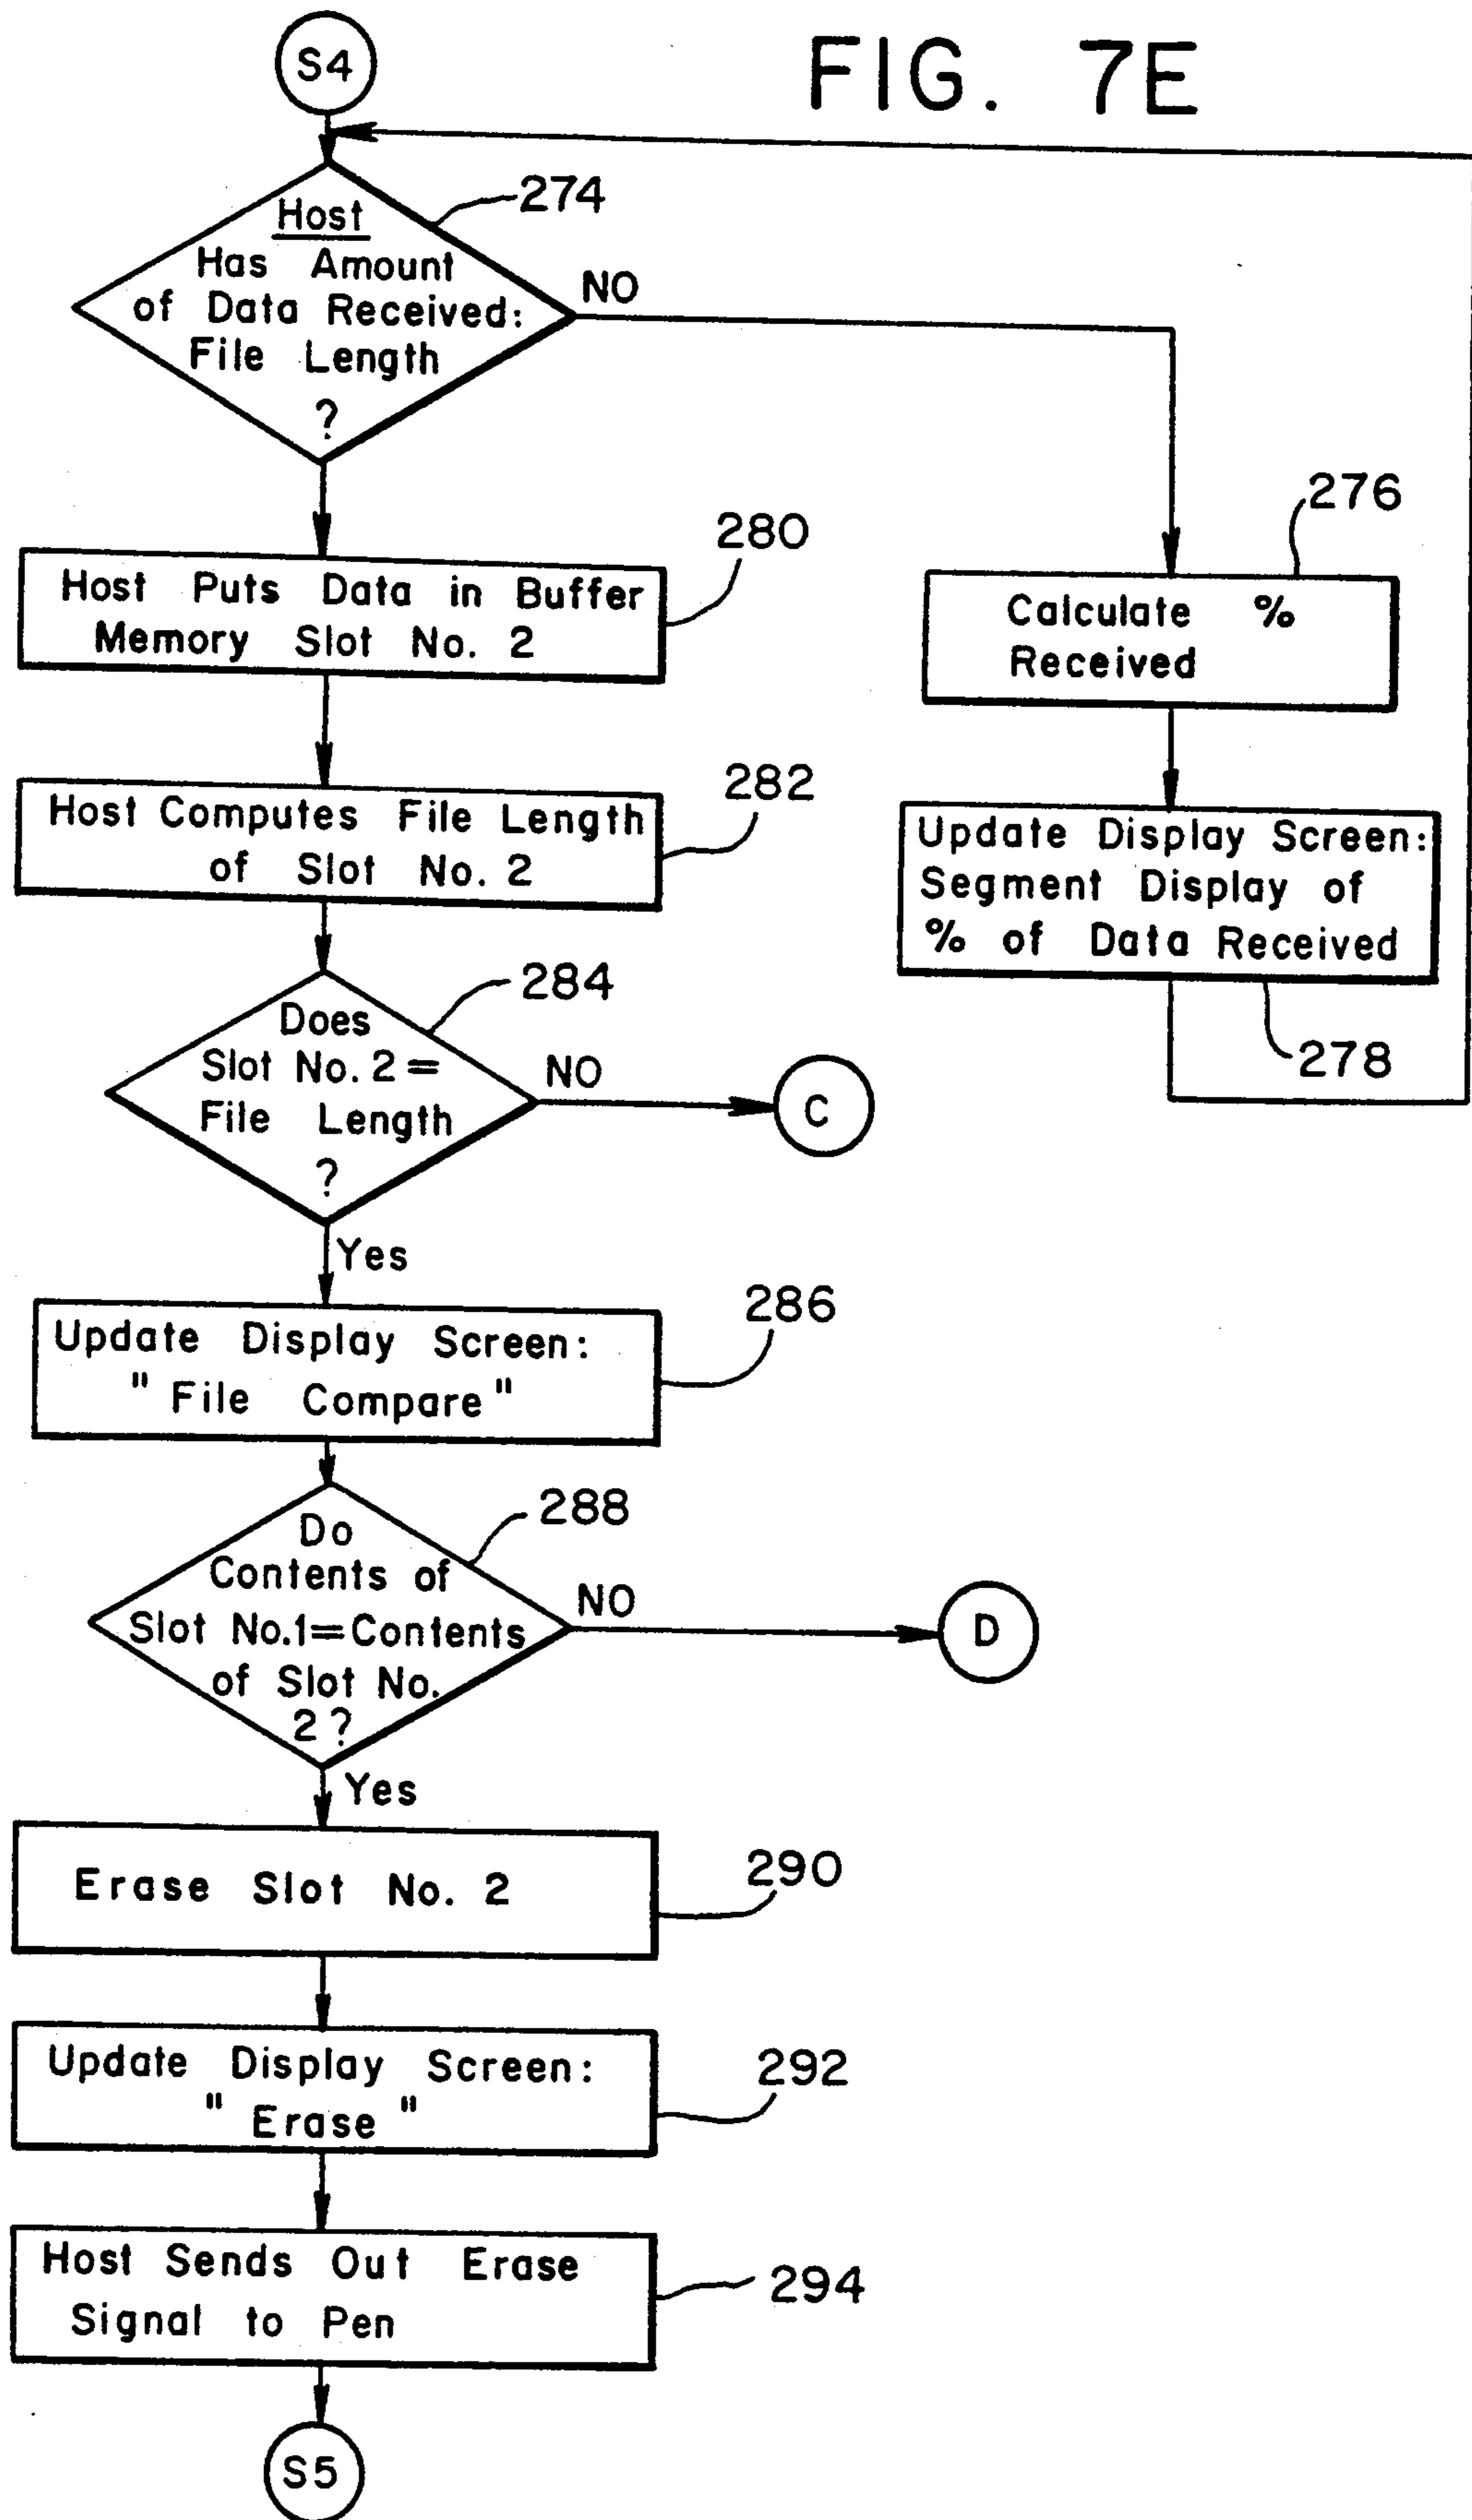 S4
FIG. 7E
274
Host
Has Amount
of Data Received:
File Length
?
NO
276
Calculate %
Received
Update Display Screen:
Segment Display of
% of Data Received
278
280
Host Puts Data in Buffer
Memory Slot No. 2
282
Host Computes File Length
of Slot No. 2
284
Does
Slot No. 2 =
File Length
?
NO
C
Yes
286
Update Display Screen:
" File Compare "
288
Do
Contents of
Slot No.1=Contents
of Slot No.
2 ?
NO
D
Yes
290
Erase Slot No. 2
292
Update Display Screen:
" Erase "
294
Host Sends Out Erase
Signal to Pen
S5